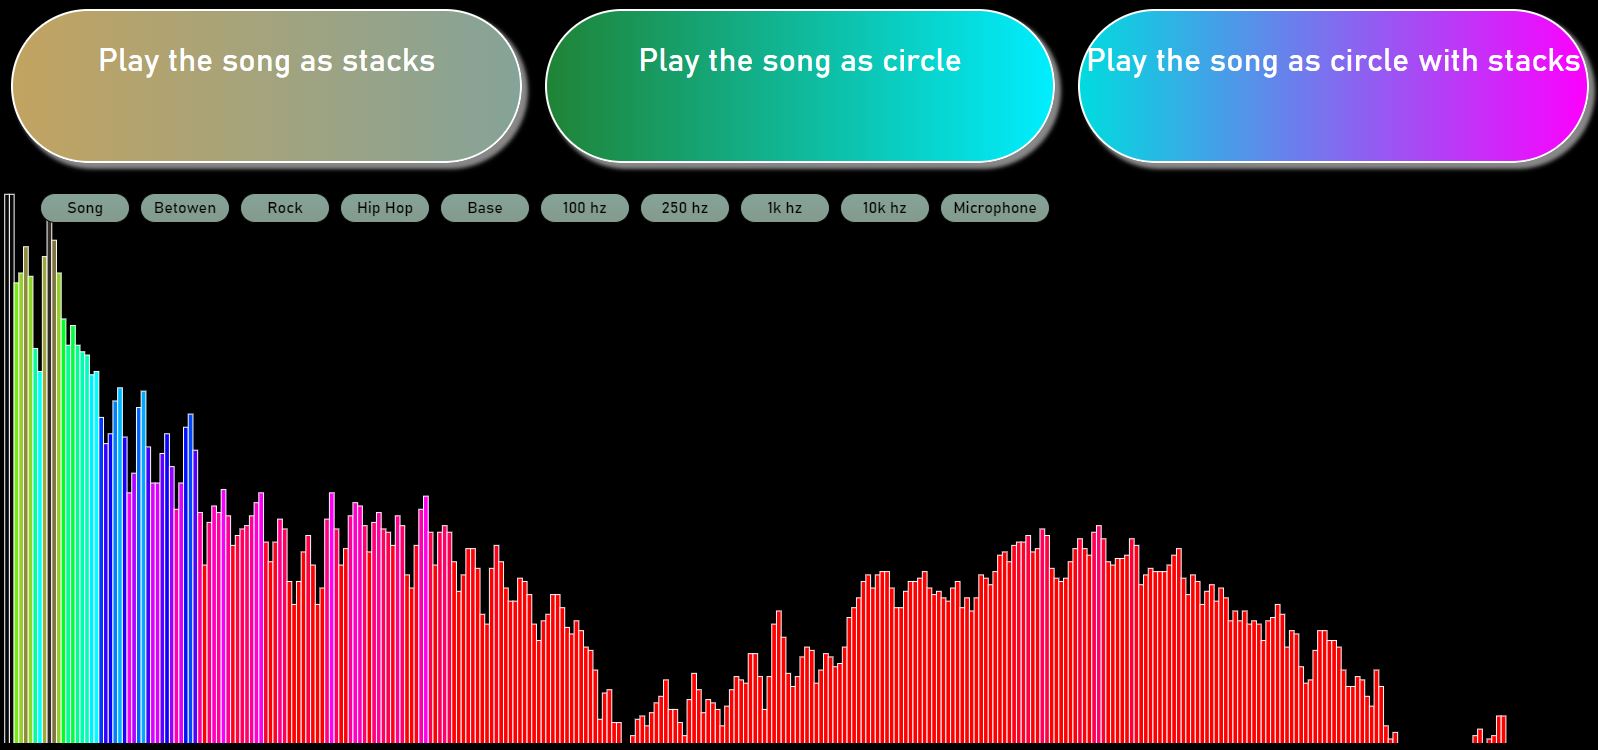 Play the song as stacks
Play the song as circle
Play the song as circle with stacks
Song
Betowen
Rock
Hip Hop
Base
100 hz
250 hz
1k hz
10k hz
Microphone